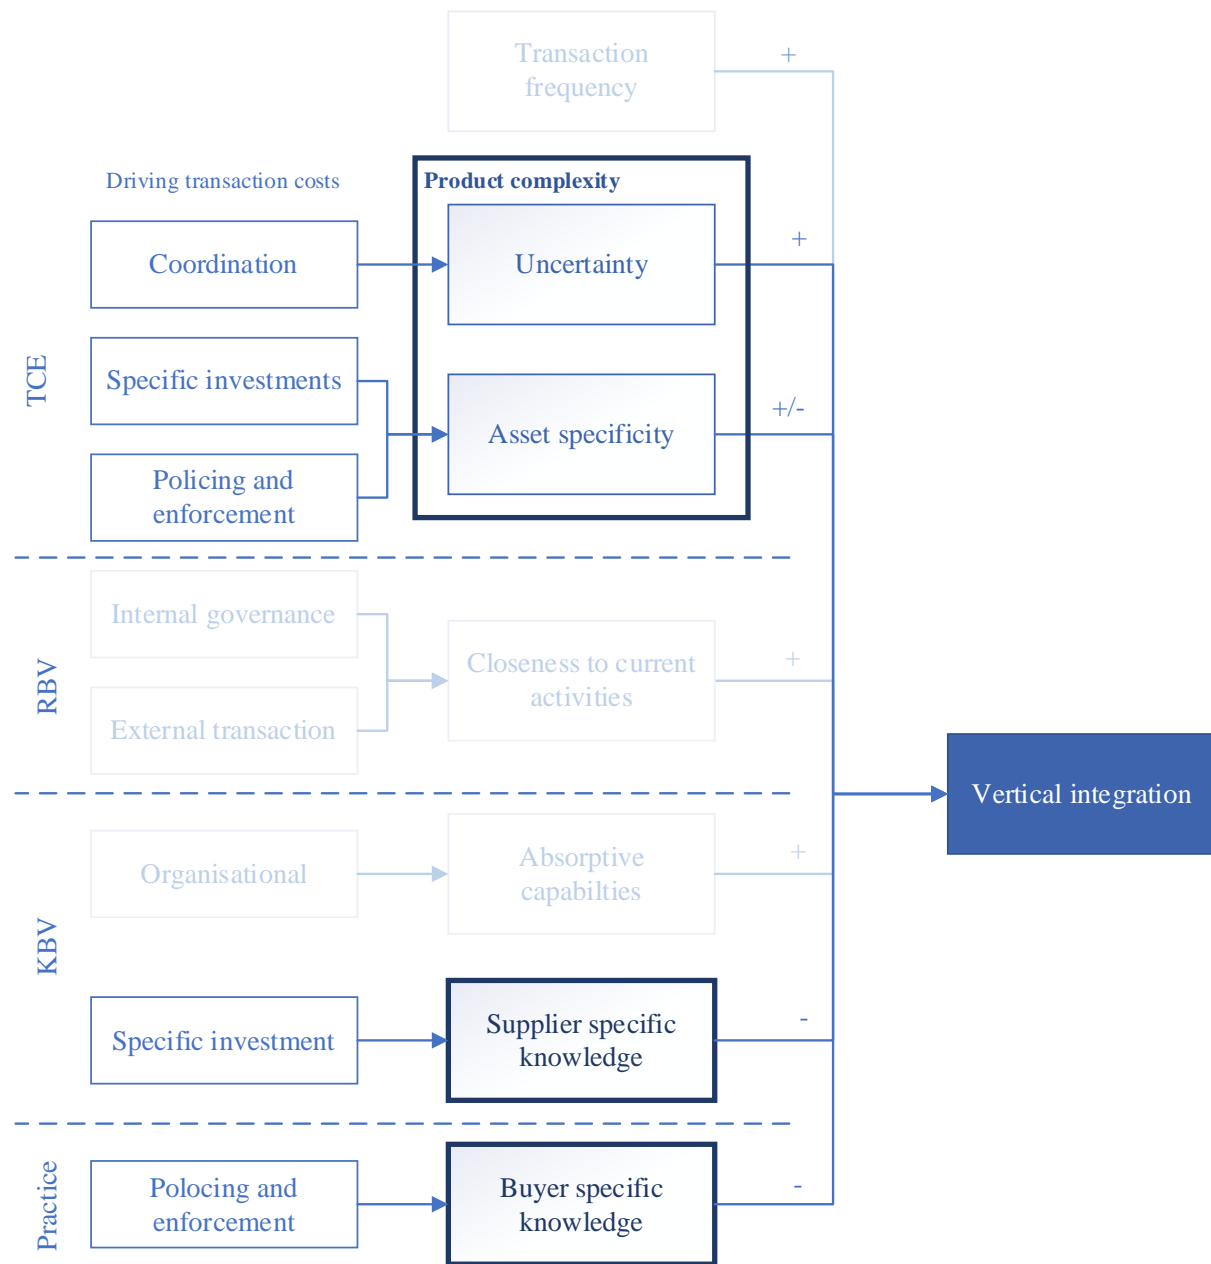 Transaction
frequency
+
Driving transaction costs
Product complexity
Coordination
Uncertainty
+
TCE
Specific investments
Asset specificity
+/-
Policing and
enforcement
RBV
Internal governance
External transaction
Closeness to current
activities
+
Vertical integration
KBV
Organisational
Absorptive
capabilties
+
Specific investment
Supplier specific
knowledge
-
Practice
Polocing and
enforcement
Buyer specific
knowledge
-